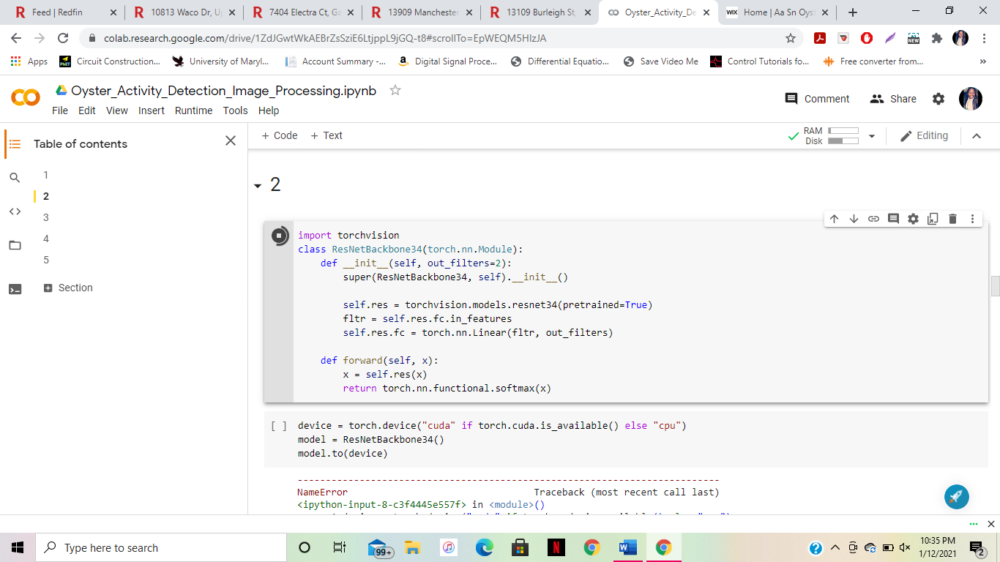 Feed | Redfin
10813 Waco Dr, Up
7404 Electra Ct, Ga
13909 Manchester
13109 Burleigh St,
Oyster_Activity_De
WIX Home | Aa Sn Oyst
colab.research.google.com/drive/1ZdJGwtWkAEBrZsSziE6LtjppL9jGQ-t8#scrollTo=EpWEQM5HIzJA
NEW
Apps
PhET Circuit Construction...
University of Maryl...
Account Summary -...
Digital Signal Proce...
Differential Equatio...
Save Video Me
Control Tutorials fo...
Free converter from...
»
Oyster_Activity_Detection_Image_Processing.ipynb
File Edit View Insert Runtime Tools Help
Comment
Share
Table of contents
1
2
3
4
5
Section
+ Code + Text
RAM
Disk
Editing
2
import torchvision
class ResNetBackbone34(torch.nn.Module):
    def __init__(self, out_filters=2):
        super(ResNetBackbone34, self).__init__()
        self.res = torchvision.models.resnet34(pretrained=True)
        fltr = self.res.fc.in_features
        self.res.fc = torch.nn.Linear(fltr, out_filters)
    def forward(self, x):
        x = self.res(x)
        return torch.nn.functional.softmax(x)
[ ] device = torch.device("cuda" if torch.cuda.is_available() else "cpu")
model = ResNetBackbone34()
model.to(device)
---------------------------------------------------------------------------
NameError                                 Traceback (most recent call last)
<ipython-input-8-c3f4445e557f> in <module>()
Type here to search
99+
10:35 PM
1/12/2021
2